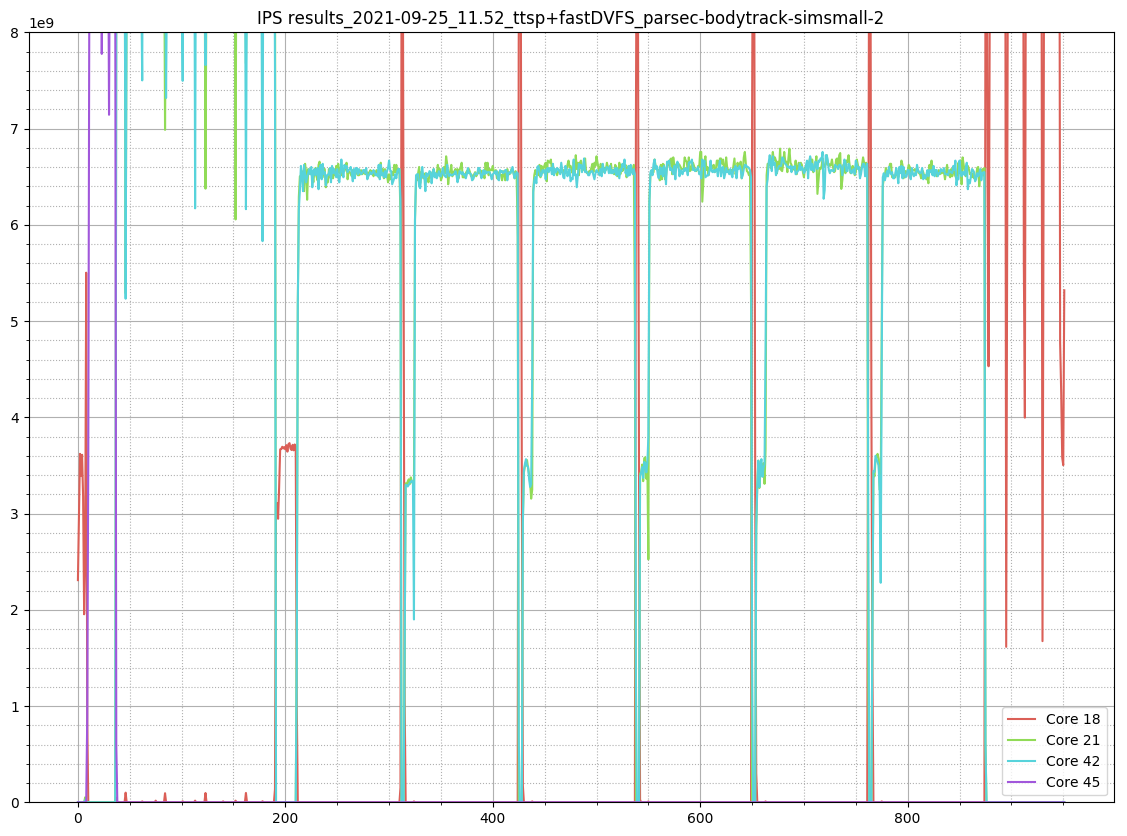 IPS results_2021-09-25_11.52_ttsp+fastDVFS_parsec-bodytrack-simsmall-2
1e9
8
7
6
5
4
3
2
1
0
Core 18
Core 21
Core 42
Core 45
0 200 400 600 800